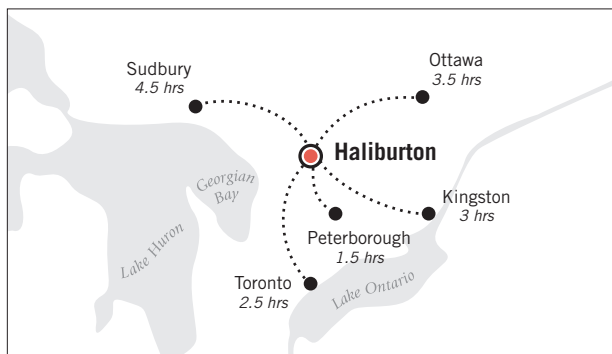 Sudbury
4.5 hrs
Ottawa
3.5 hrs
Haliburton
Georgian
Bay
Kingston
3 hrs
Peterborough
1.5 hrs
Lake Huron
Toronto
2.5 hrs
Lake Ontario